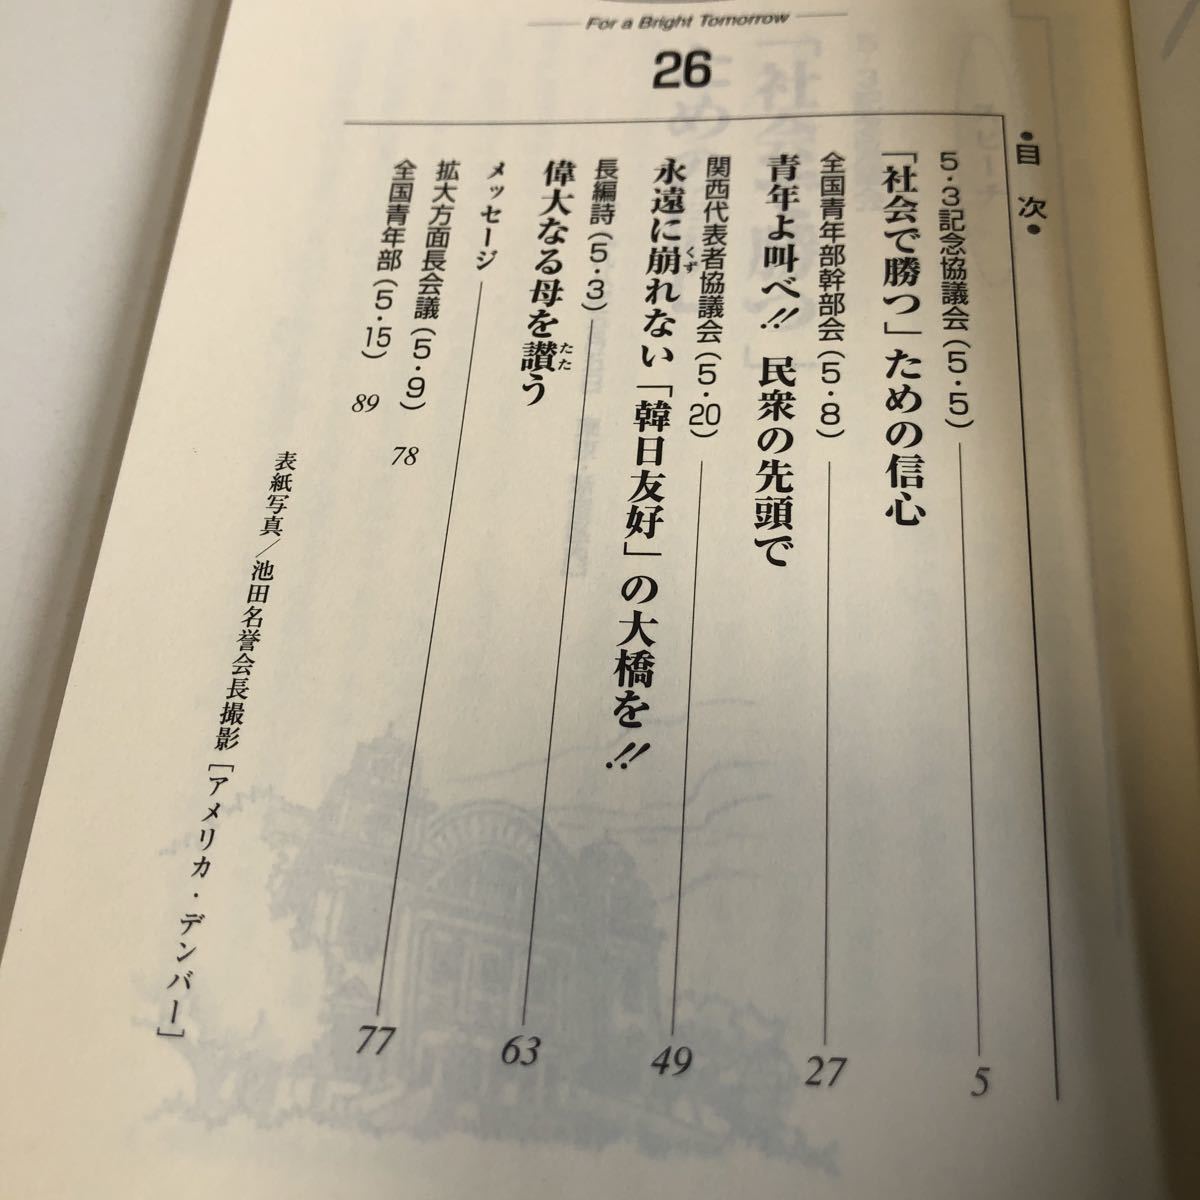 For a Bright Tomorrow
26
●目次●
5・3記念協議会(5・5)
5
「社会で勝つ」ための信心
全国青年部幹部会(5・8)
27
青年よ叫べ!! 民衆の先頭で
関西代表者協議会(5・20)
49
永遠に崩れない「韓日友好」の大橋を!!
くず
長編詩(5・3)
63
偉大なる母を讃う
たた
メッセージ
77
拡大方面長会議(5・9)
78
全国青年部(5・15)
89
表紙写真/池田名誉会長撮影[アメリカ・デンバー]